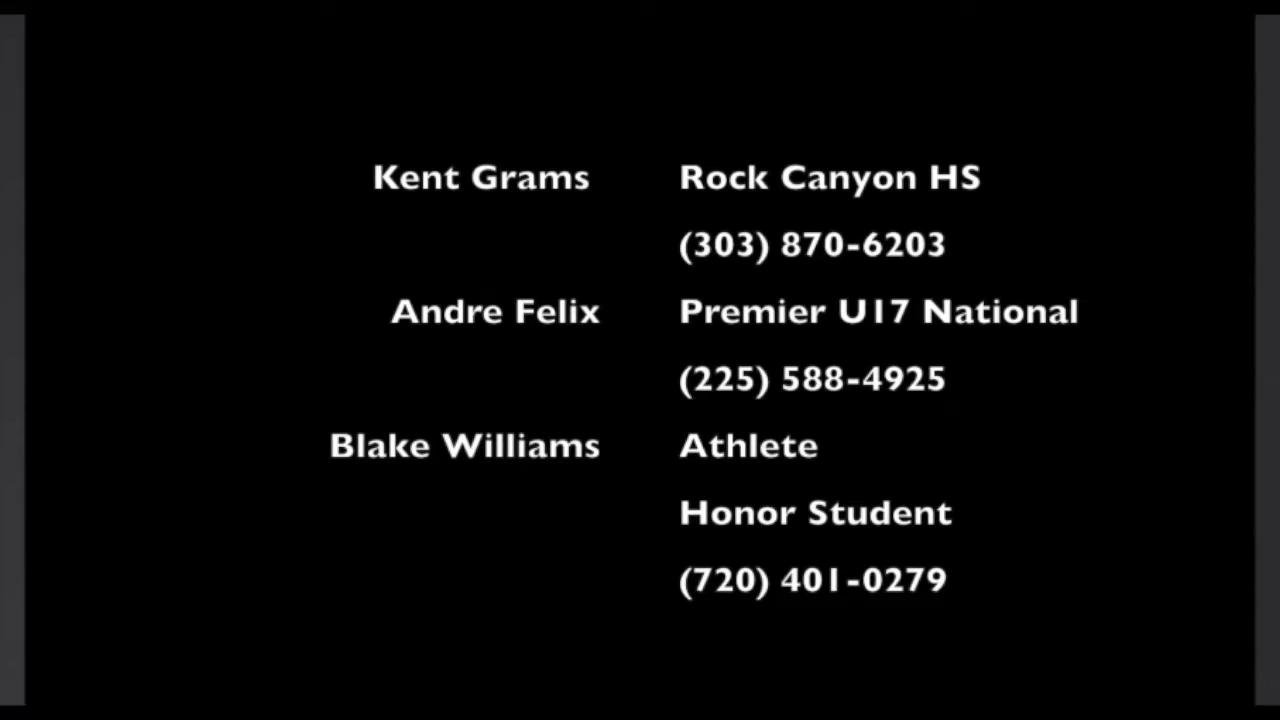 Kent Grams Rock Canyon HS
(303) 870-6203
Andre Felix Premier U17 National
(225) 588-4925
Blake Williams Athlete
Honor Student
(720) 401-0279